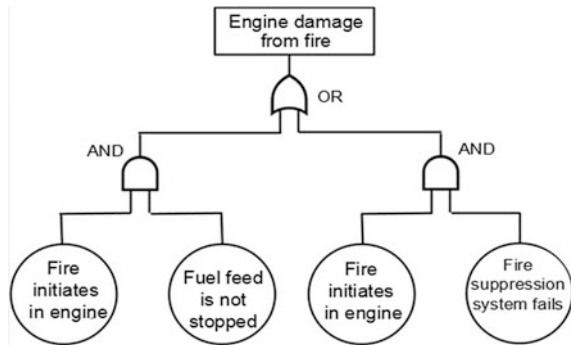 Engine damage
from fire
OR
AND
AND
Fire
initiates
in engine
Fuel feed
is not
stopped
Fire
initiates
in engine
Fire
suppression
system fails